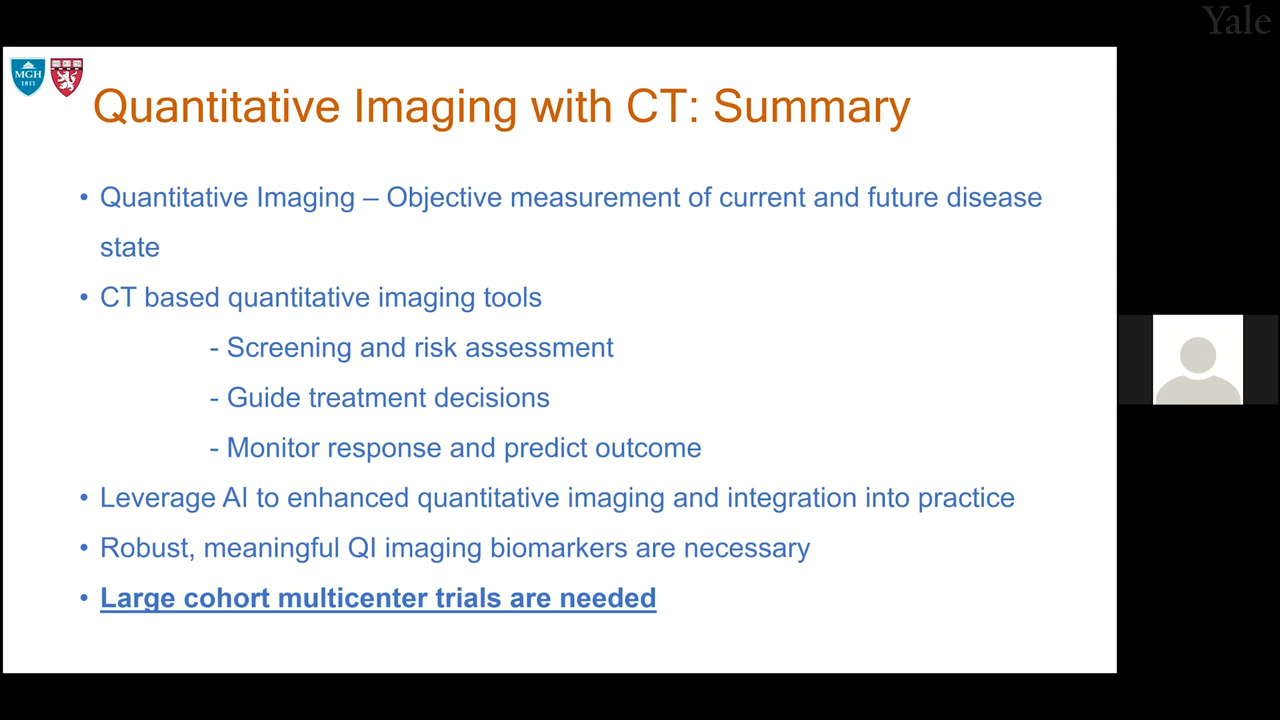 Yale
MGH
1811
Quantitative Imaging with CT: Summary
• Quantitative Imaging – Objective measurement of current and future disease
state
• CT based quantitative imaging tools
- Screening and risk assessment
- Guide treatment decisions
- Monitor response and predict outcome
• Leverage AI to enhanced quantitative imaging and integration into practice
• Robust, meaningful QI imaging biomarkers are necessary
• Large cohort multicenter trials are needed